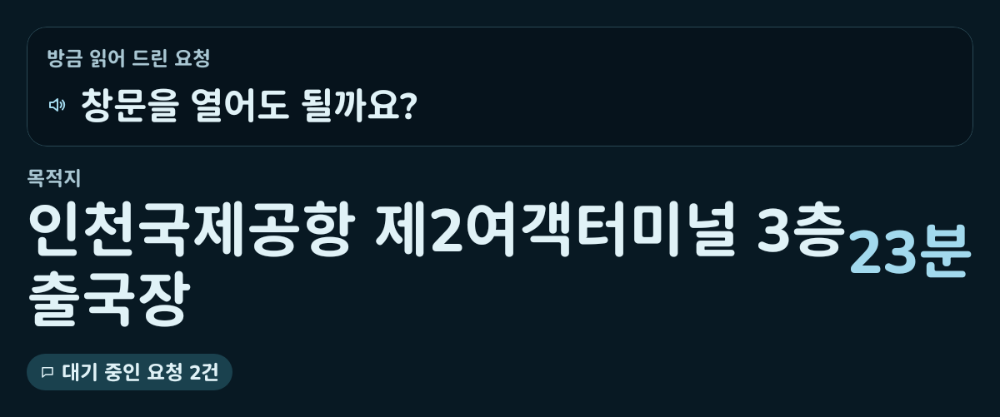 방금 읽어 드린 요청
창문을 열어도 될까요?
목적지
인천국제공항 제2여객터미널 3층
출국장
23분
대기 중인 요청 2건